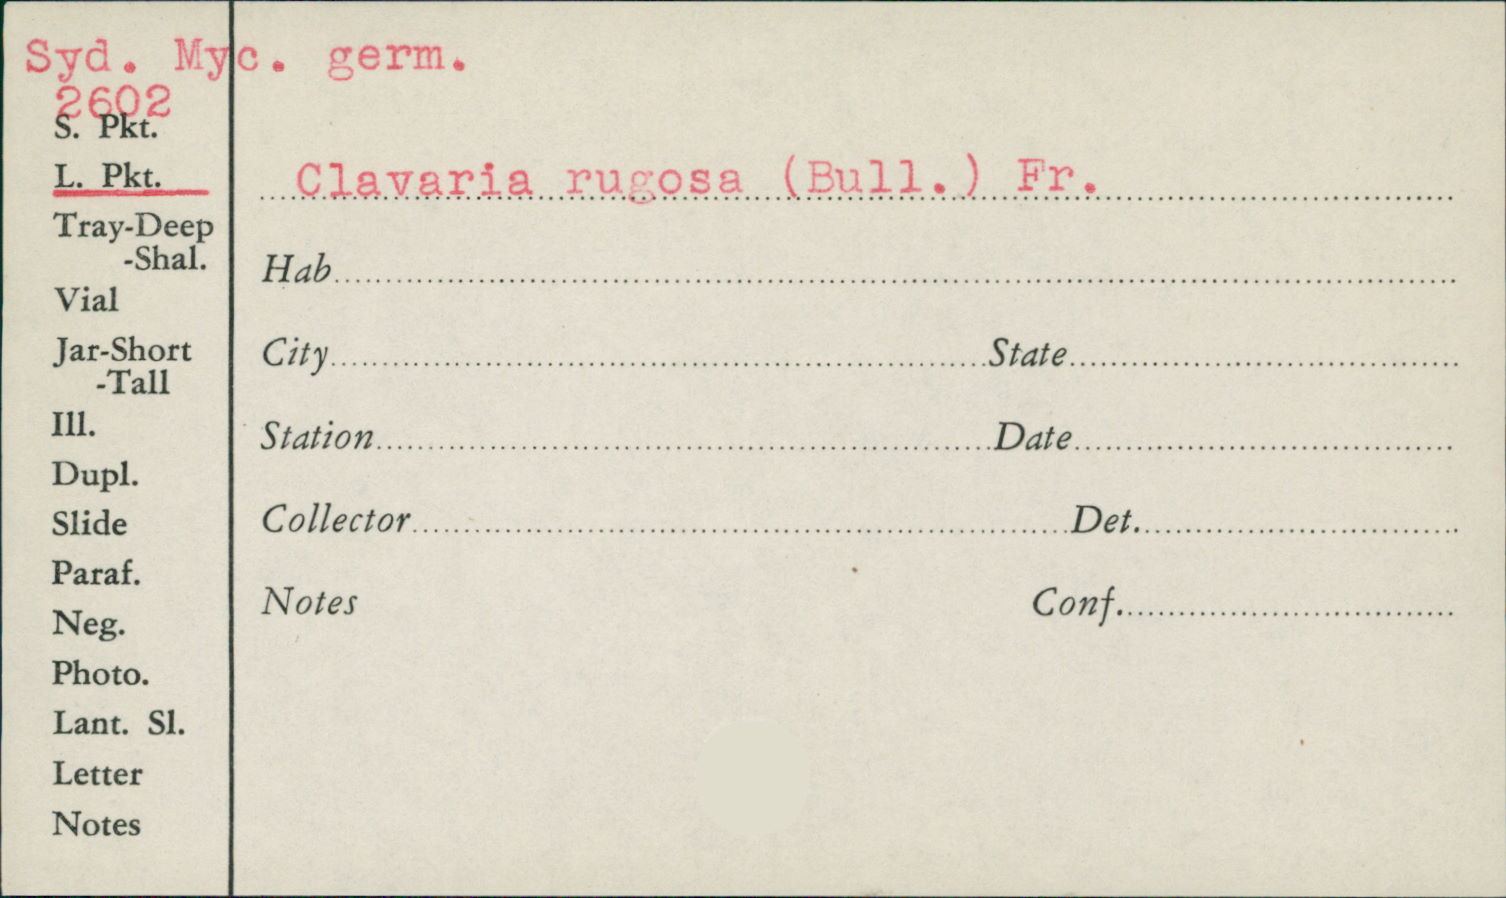 Syd. Myc. germ.
2602
S. Pkt.
L. Pkt.
Tray-Deep
-Shal.
Vial
Jar-Short
-Tall
Ill.
Dupl.
Slide
Paraf.
Neg.
Photo.
Lant. Sl.
Letter
Notes
Clavaria rugosa (Bull.) Fr.
Hab
City State
Station Date
Collector Det.
Notes Conf.